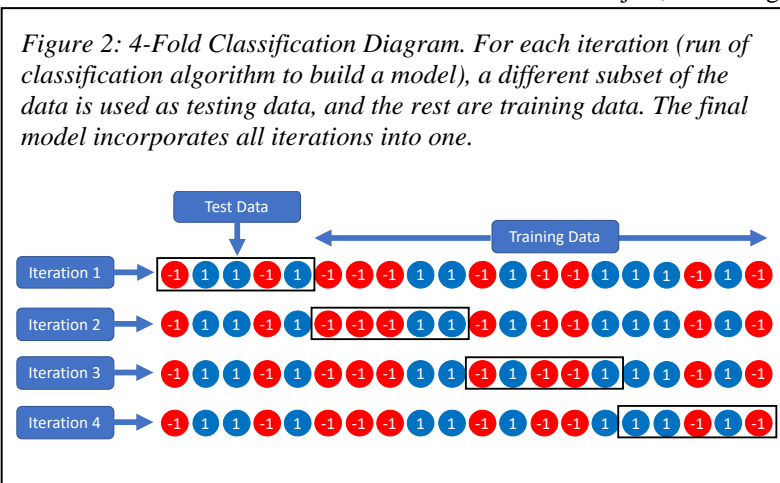 Figure 2: 4-Fold Classification Diagram. For each iteration (run of
classification algorithm to build a model), a different subset of the
data is used as testing data, and the rest are training data. The final
model incorporates all iterations into one.
Test Data
Training Data
Iteration 1 -1 1 1 -1 1 -1 -1 -1 1 1 -1 1 -1 -1 1 1 1 -1 1 -1
Iteration 2 -1 1 1 -1 1 -1 -1 -1 1 1 -1 1 -1 -1 1 1 1 -1 1 -1
Iteration 3 -1 1 1 -1 1 -1 -1 -1 1 1 -1 1 -1 -1 1 1 1 -1 1 -1
Iteration 4 -1 1 1 -1 1 -1 -1 -1 1 1 -1 1 -1 -1 1 1 1 -1 1 -1